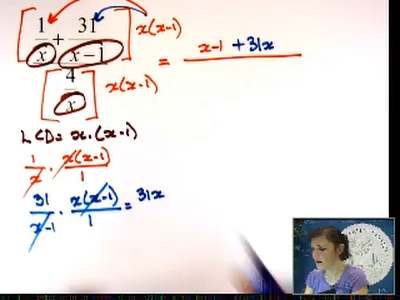 [1/x + 31/(x-1)] x(x-1)
[4/x] x(x-1)
= x-1 +31x
LCD= x·(x-1)
1/x · x(x-1)/1
31/(x-1) · x(x-1)/1 = 31x